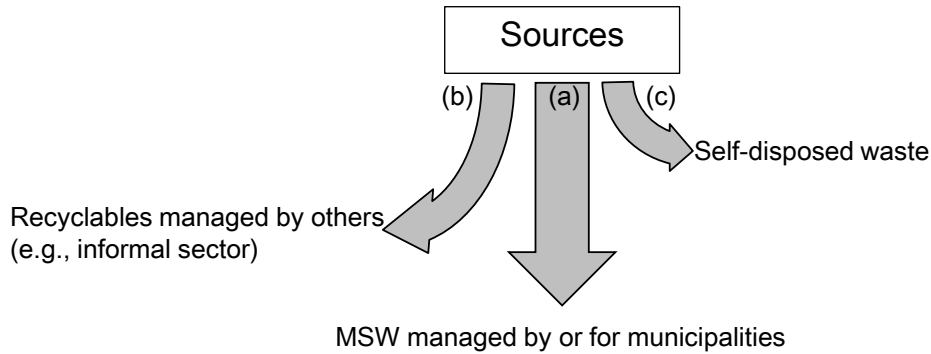 Sources
(b)
(a)
(c)
Self-disposed waste
Recyclables managed by others
(e.g., informal sector)
MSW managed by or for municipalities